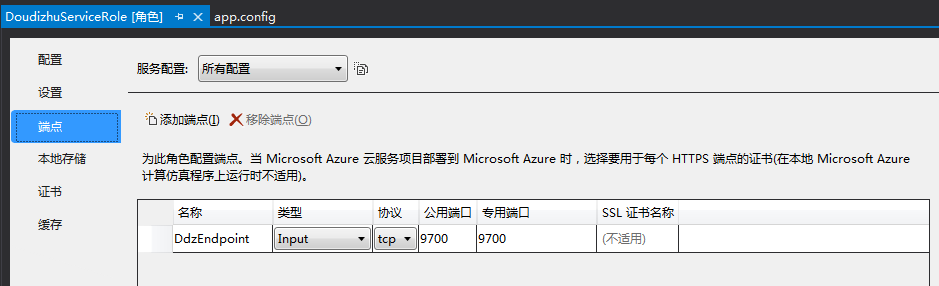 DoudizhuServiceRole [角色] app.config
配置
设置
端点
本地存储
证书
缓存
服务配置: 所有配置
添加端点(I) 移除端点(O)
为此角色配置端点。当 Microsoft Azure 云服务项目部署到 Microsoft Azure 时，选择要用于每个 HTTPS 端点的证书(在本地 Microsoft Azure
计算仿真程序上运行时不适用)。
名称 类型 协议 公用端口 专用端口 SSL 证书名称
DdzEndpoint Input tcp 9700 9700 (不适用)